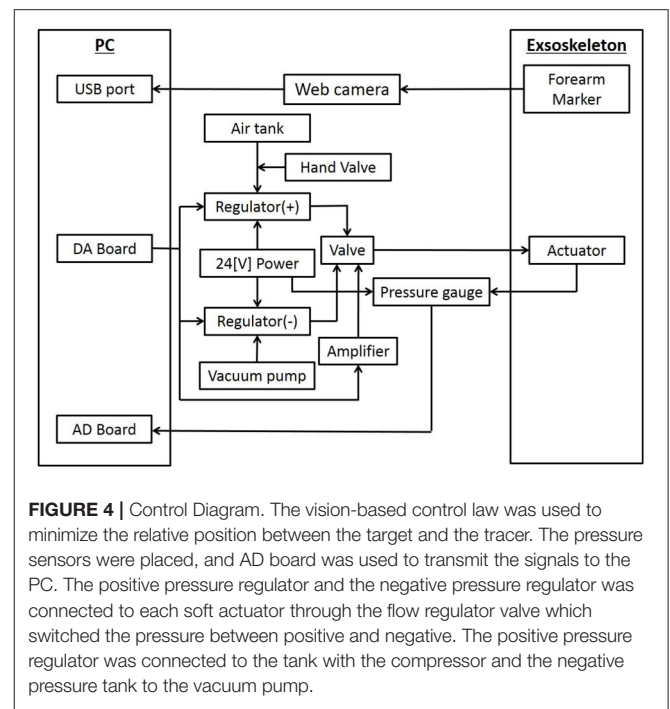 PC
Exsoskeleton
USB port
Web camera
Forearm
Marker
Air tank
Hand Valve
Regulator(+)
DA Board
24[V] Power
Valve
Actuator
Pressure gauge
Regulator(-)
Amplifier
Vacuum pump
AD Board
FIGURE 4 | Control Diagram. The vision-based control law was used to
minimize the relative position between the target and the tracer. The pressure
sensors were placed, and AD board was used to transmit the signals to the
PC. The positive pressure regulator and the negative pressure regulator was
connected to each soft actuator through the flow regulator valve which
switched the pressure between positive and negative. The positive pressure
regulator was connected to the tank with the compressor and the negative
pressure tank to the vacuum pump.